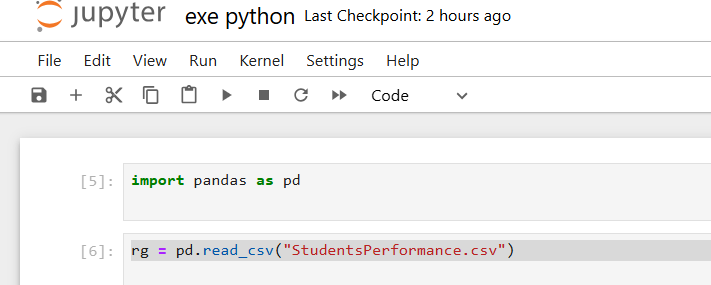 jupyter exe python Last Checkpoint: 2 hours ago
File Edit View Run Kernel Settings Help
Code
[5]: import pandas as pd
[6]: rg = pd.read_csv("StudentsPerformance.csv")